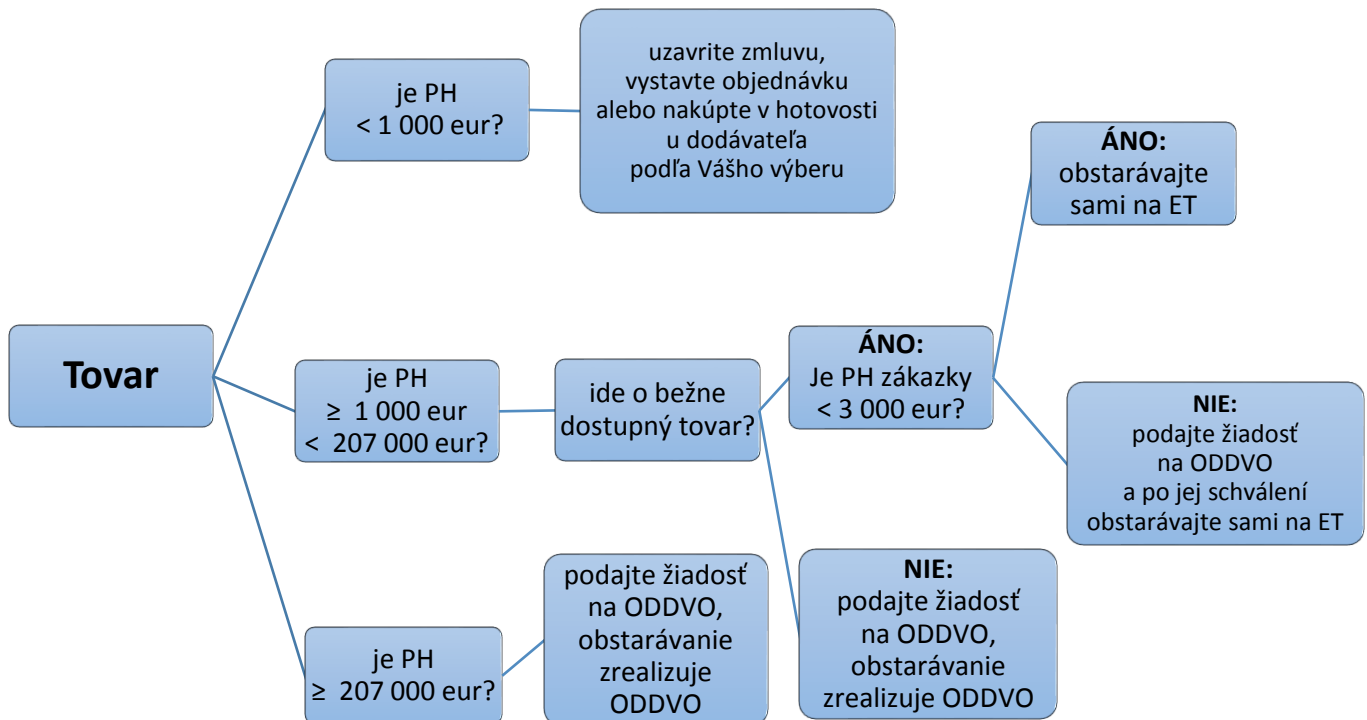 Tovar
je PH
< 1 000 eur?
uzavrite zmluvu,
vystavte objednávku
alebo nakúpte v hotovosti
u dodávateľa
podľa Vášho výberu
je PH
≥ 1 000 eur
< 207 000 eur?
ide o bežne
dostupný tovar?
ÁNO:
Je PH zákazky
< 3 000 eur?
ÁNO:
obstarávajte
sami na ET
NIE:
podajte žiadosť
na ODDVO
a po jej schválení
obstarávajte sami na ET
NIE:
podajte žiadosť
na ODDVO,
obstarávanie
zrealizuje ODDVO
je PH
≥ 207 000 eur?
podajte žiadosť
na ODDVO,
obstarávanie
zrealizuje
ODDVO